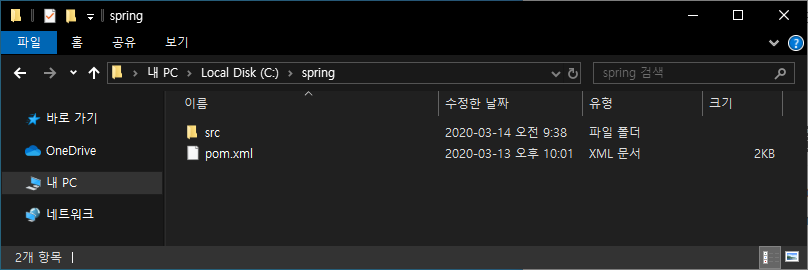 spring
파일 홈 공유 보기
내 PC Local Disk (C:) spring spring 검색
이름 수정한 날짜 유형 크기
바로 가기
OneDrive
내 PC
네트워크
src 2020-03-14 오전 9:38 파일 폴더
pom.xml 2020-03-13 오후 10:01 XML 문서 2KB
2개 항목